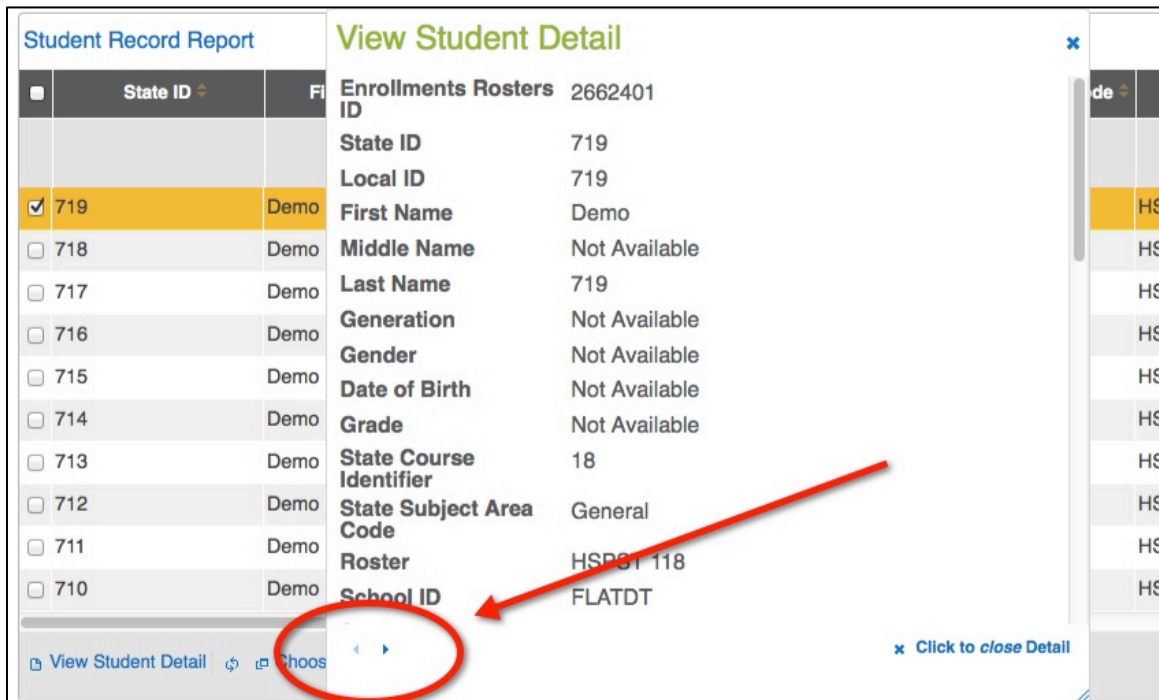 Student Record Report
View Student Detail
State ID
Fi
de
Enrollments Rosters ID 2662401
State ID 719
Local ID 719
First Name Demo
Middle Name Not Available
Last Name 719
Generation Not Available
Gender Not Available
Date of Birth Not Available
Grade Not Available
State Course Identifier 18
State Subject Area Code General
Roster HSPST 118
School ID FLATDT
719 Demo HS
718 Demo HS
717 Demo HS
716 Demo HS
715 Demo HS
714 Demo HS
713 Demo HS
712 Demo HS
711 Demo HS
710 Demo HS
View Student Detail
Choos
Click to close Detail